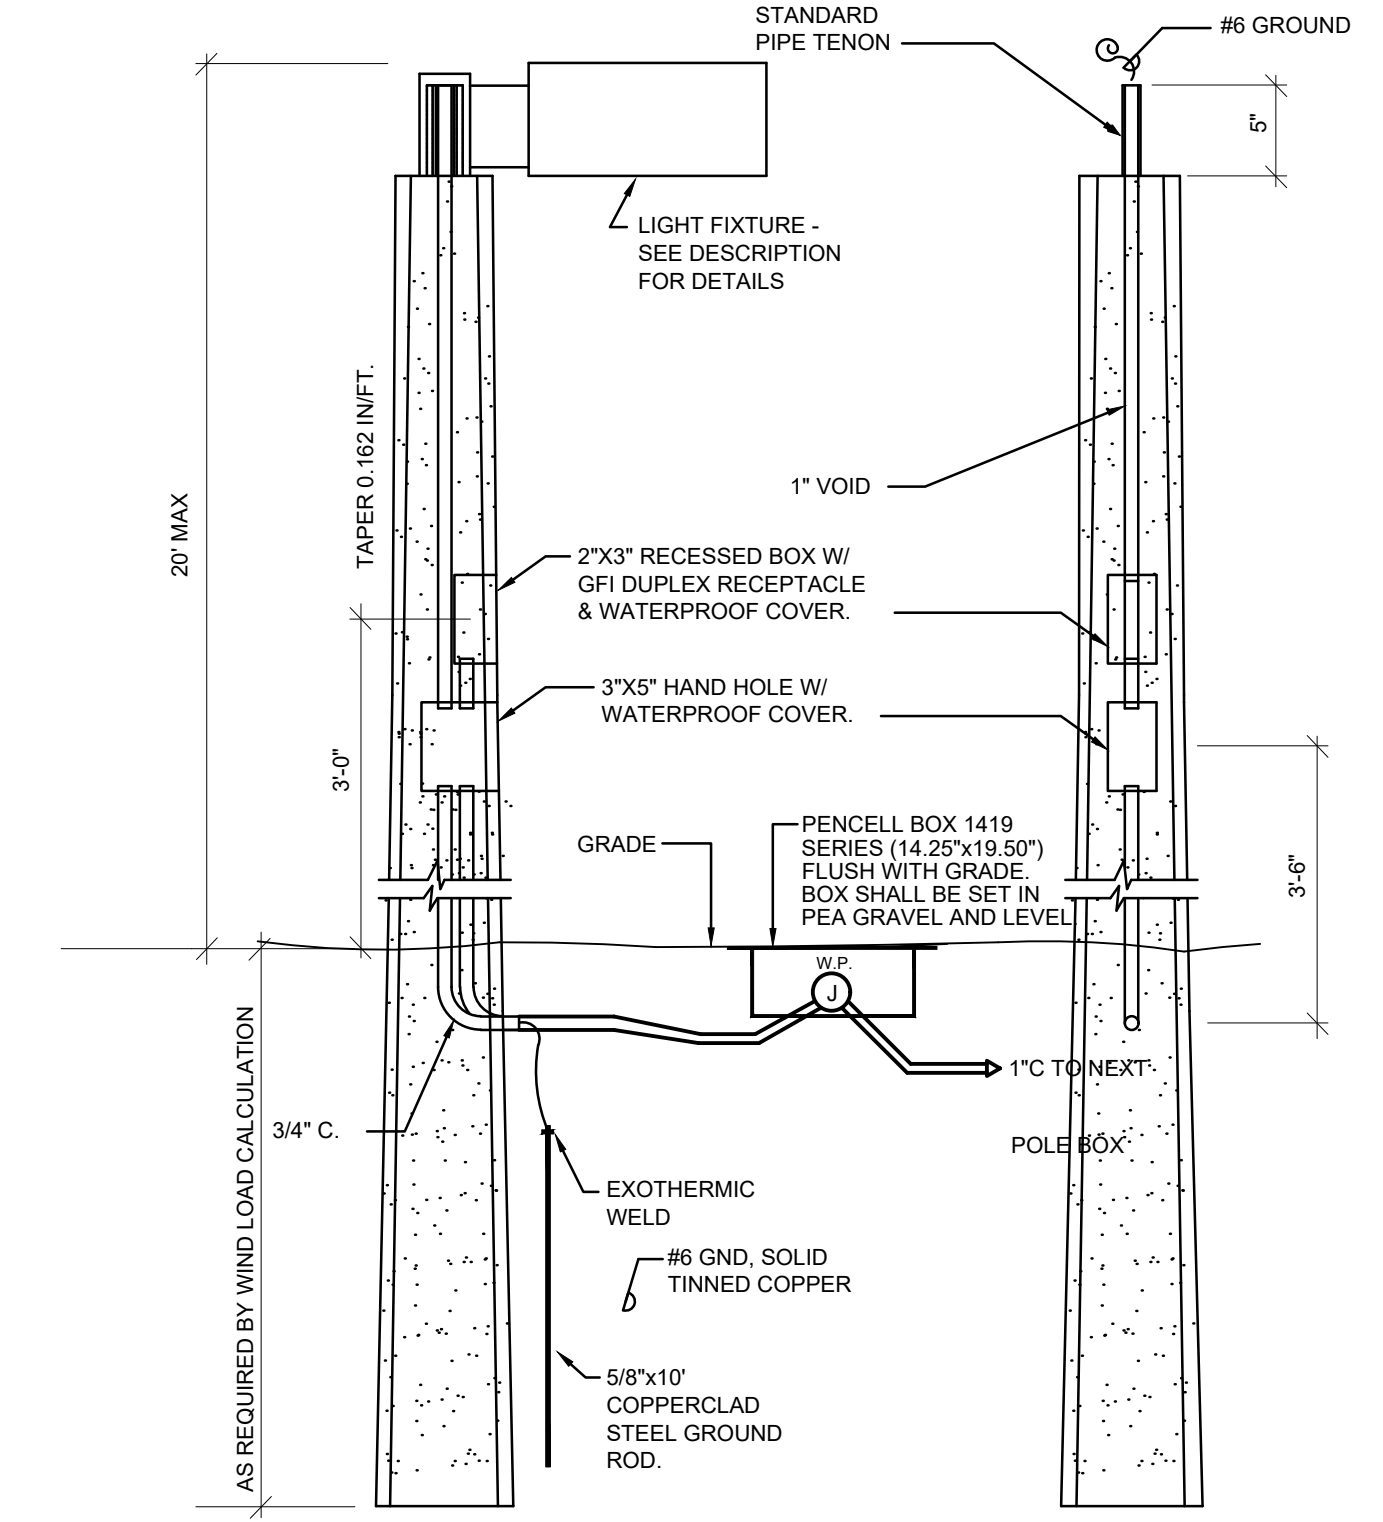 STANDARD
PIPE TENON
#6 GROUND
5"
LIGHT FIXTURE -
SEE DESCRIPTION
FOR DETAILS
TAPER 0.162 IN/FT.
20' MAX
1" VOID
2"X3" RECESSED BOX W/
GFI DUPLEX RECEPTACLE
& WATERPROOF COVER.
3"X5" HAND HOLE W/
WATERPROOF COVER.
3'-0"
GRADE
PENCELL BOX 1419
SERIES (14.25"x19.50")
FLUSH WITH GRADE.
BOX SHALL BE SET IN
PEA GRAVEL AND LEVEL
3'-6"
W.P.
J
1"C TO NEXT
POLE BOX
AS REQUIRED BY WIND LOAD CALCULATION
3/4" C.
EXOTHERMIC
WELD
#6 GND, SOLID
TINNED COPPER
5/8"x10'
COPPERCLAD
STEEL GROUND
ROD.